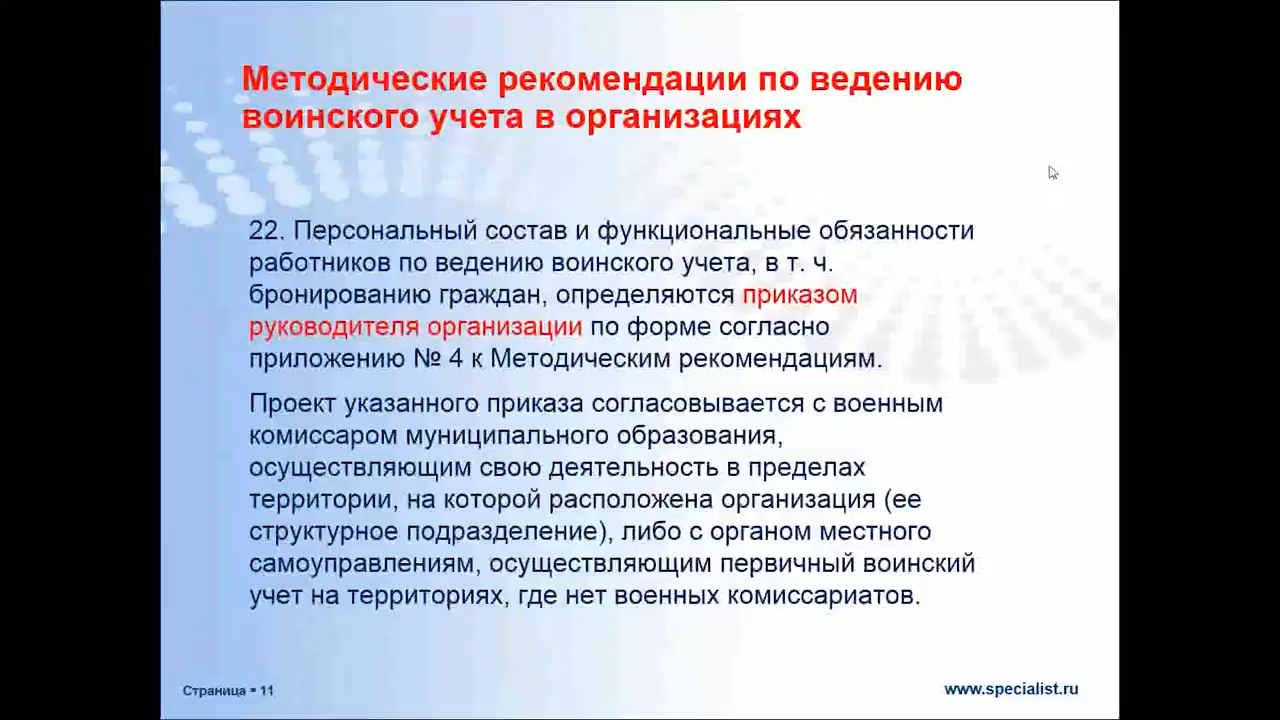 Методические рекомендации по ведению
воинского учета в организациях
22. Персональный состав и функциональные обязанности
работников по ведению воинского учета, в т. ч.
бронированию граждан, определяются приказом
руководителя организации по форме согласно
приложению № 4 к Методическим рекомендациям.
Проект указанного приказа согласовывается с военным
комиссаром муниципального образования,
осуществляющим свою деятельность в пределах
территории, на которой расположена организация (ее
структурное подразделение), либо с органом местного
самоуправлениям, осуществляющим первичный воинский
учет на территориях, где нет военных комиссариатов.
Страница ▪ 11
www.specialist.ru